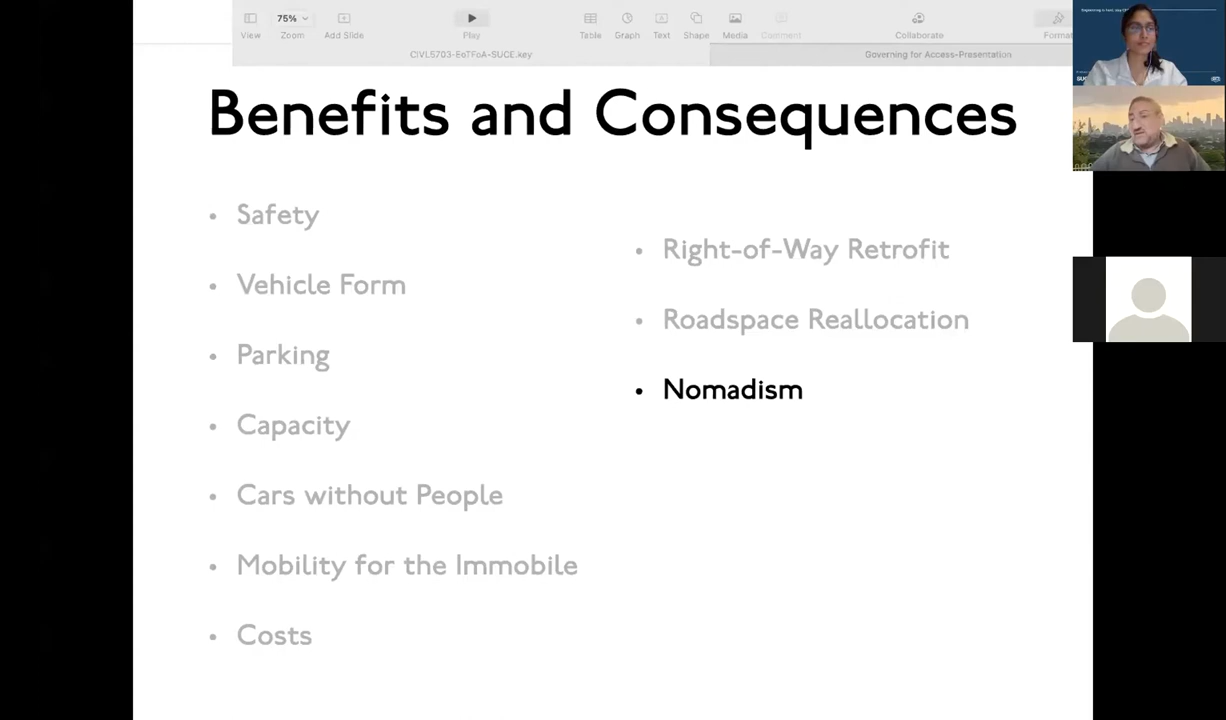 75%
View
Zoom
Add Slide
Play
Table
Graph
Text
Shape
Media
Comment
Collaborate
Format
CIVL5703-EoTFoA-SUCE.key
Governing for Access-Presentation
Benefits and Consequences
• Safety
• Vehicle Form
• Parking
• Capacity
• Cars without People
• Mobility for the Immobile
• Costs
• Right-of-Way Retrofit
• Roadspace Reallocation
• Nomadism